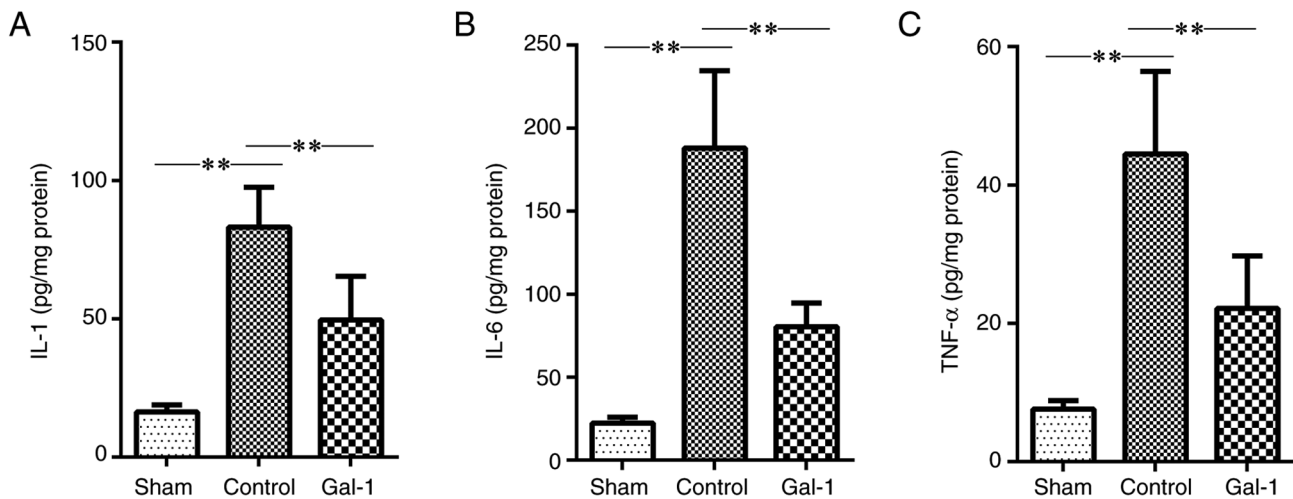 A
IL-1 (pg/mg protein)
150
100
50
0
**
**
Sham Control Gal-1
B
IL-6 (pg/mg protein)
250
200
150
100
50
0
**
**
Sham Control Gal-1
C
TNF-α (pg/mg protein)
60
40
20
0
**
**
Sham Control Gal-1